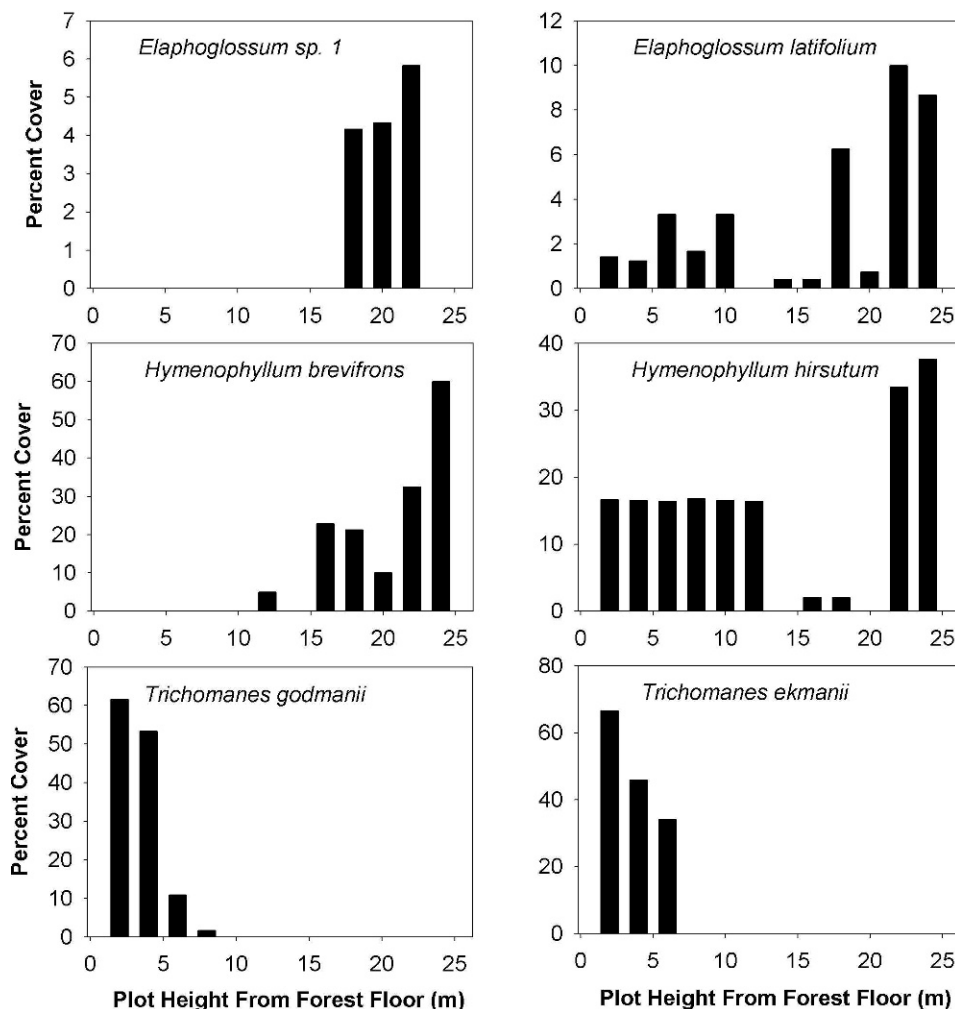 Elaphoglossum sp. 1
Percent Cover
7
6
5
4
3
2
1
0
0 5 10 15 20 25
Elaphoglossum latifolium
12
10
8
6
4
2
0
0 5 10 15 20 25
Hymenophyllum brevifrons
Percent Cover
70
60
50
40
30
20
10
0
0 5 10 15 20 25
Hymenophyllum hirsutum
40
30
20
10
0
0 5 10 15 20 25
Trichomanes godmanii
Percent Cover
70
60
50
40
30
20
10
0
0 5 10 15 20 25
Plot Height From Forest Floor (m)
Trichomanes ekmanii
80
60
40
20
0
0 5 10 15 20 25
Plot Height From Forest Floor (m)